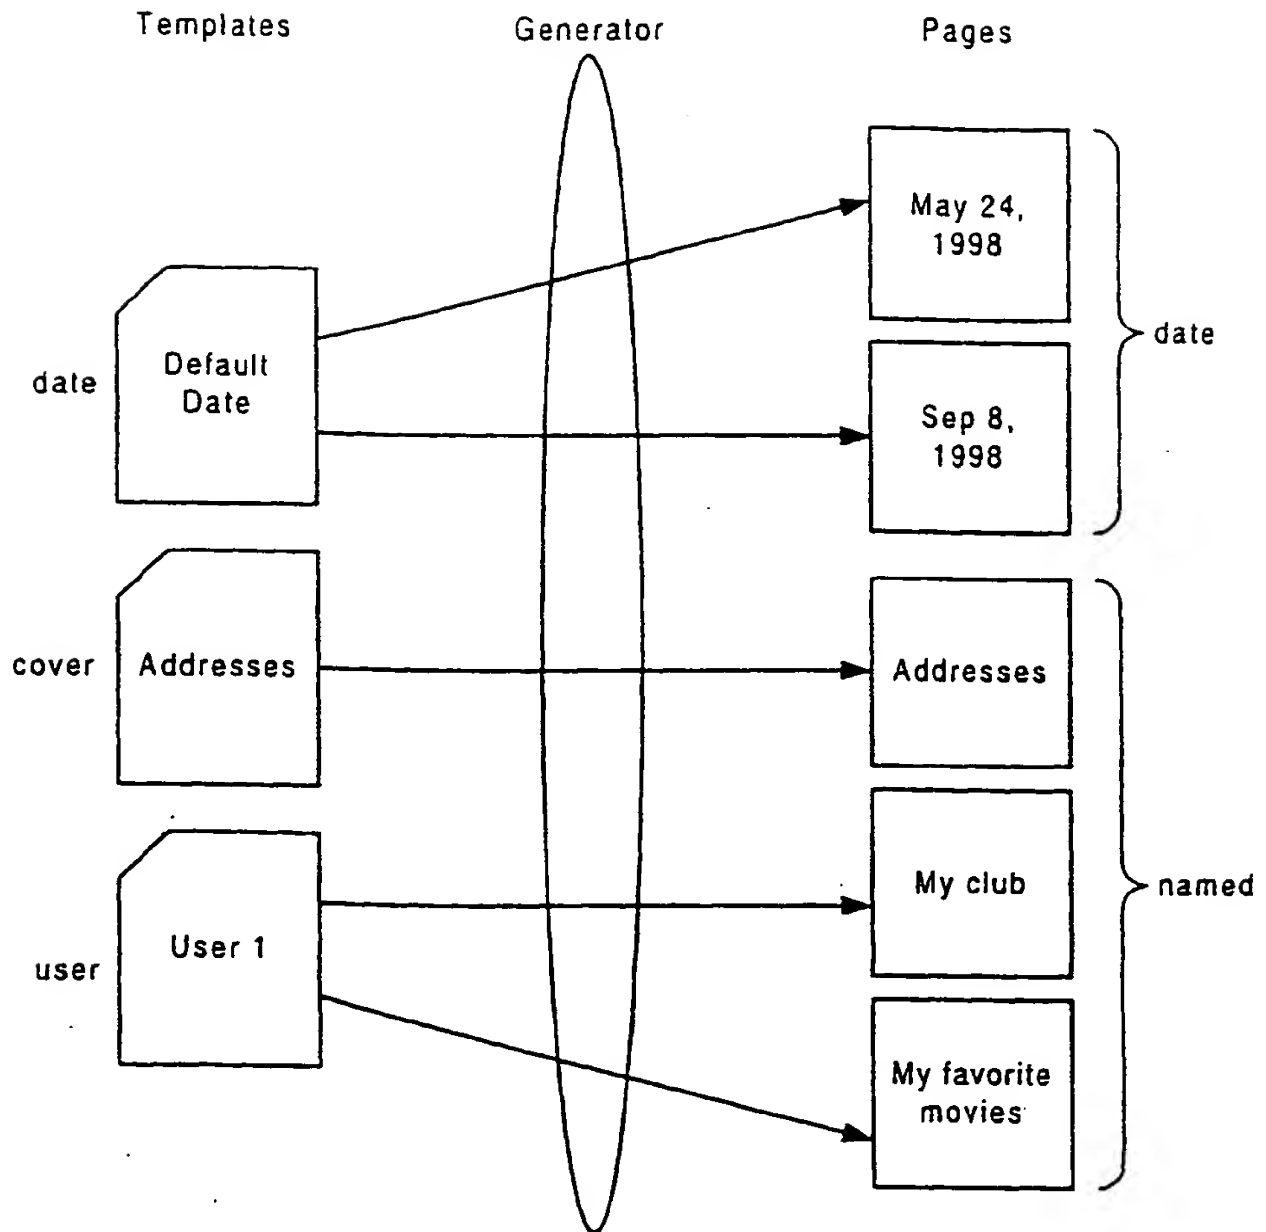 Templates
Generator
Pages
May 24,
1998
date
Default
Date
date
Sep 8,
1998
cover
Addresses
Addresses
My club
named
user
User 1
My favorite
movies